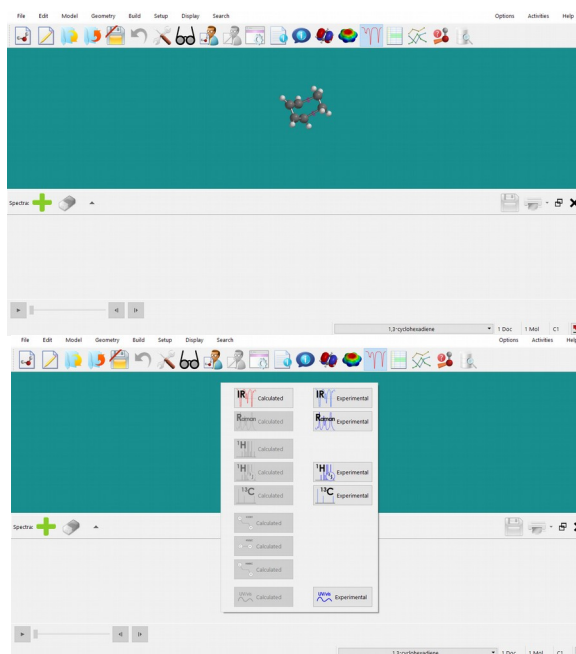 File Edit Model Geometry Build Setup Display Search Options Activities Help
Spectra:
1,3-cyclohexadiene 1 Doc 1 Mol C1
File Edit Model Geometry Build Setup Display Search Options Activities Help
IR Calculated IR Experimental
Raman Calculated Raman Experimental
1H Calculated
1H Calculated 1H Experimental
13C Calculated 13C Experimental
Spectra:
Calculated
Calculated
Calculated
UV/vis Calculated UV/vis Experimental
1,3-cyclohexadiene 1 Doc 1 Mol C1